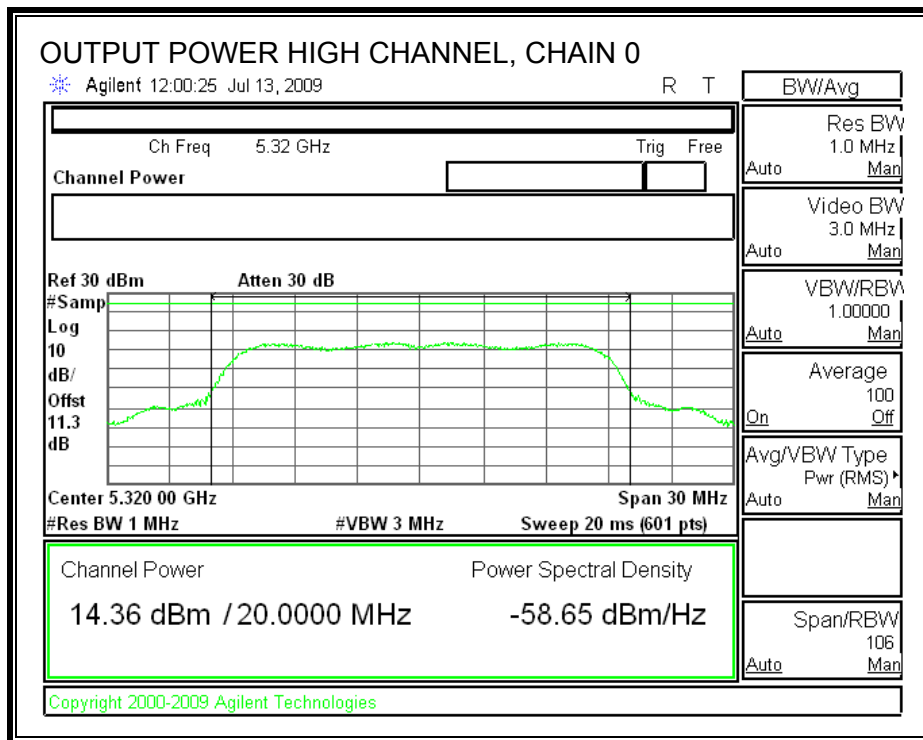 OUTPUT POWER HIGH CHANNEL, CHAIN 0
Agilent 12:00:25 Jul 13, 2009 R T
BW/Avg
Ch Freq 5.32 GHz Trig Free
Channel Power
Res BW
1.0 MHz
Auto Man
Video BW
3.0 MHz
Auto Man
Ref 30 dBm Atten 30 dB
#Samp
Log
10
dB/
Offst
11.3
dB
VBW/RBW
1.00000
Auto Man
Average
100
On Off
Avg/VBW Type
Pwr (RMS)
Auto Man
Center 5.320 00 GHz Span 30 MHz
#Res BW 1 MHz #VBW 3 MHz Sweep 20 ms (601 pts)
Channel Power Power Spectral Density
14.36 dBm / 20.0000 MHz -58.65 dBm/Hz
Span/RBW
106
Auto Man
Copyright 2000-2009 Agilent Technologies